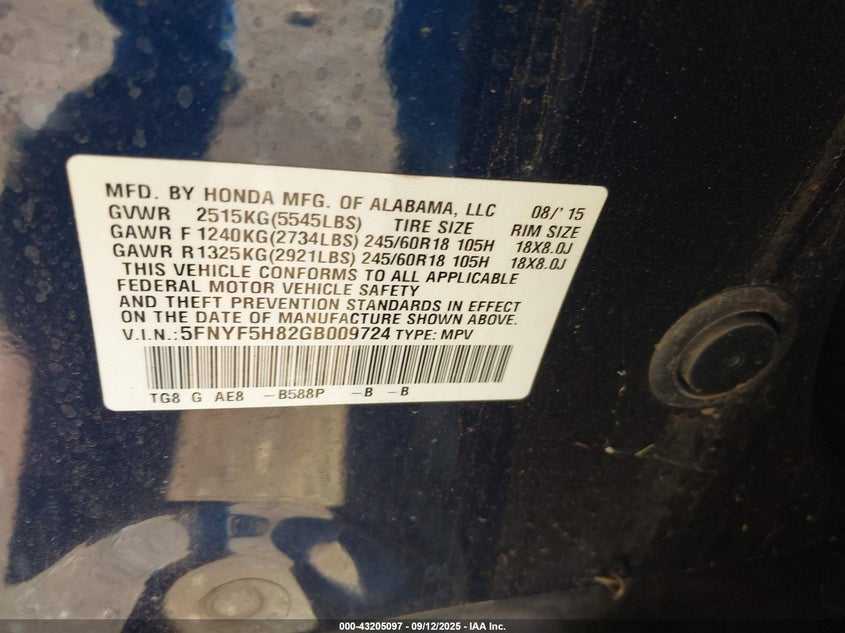 MFD. BY HONDA MFG. OF ALABAMA, LLC 08/'15
GVWR 2515KG(5545LBS) TIRE SIZE RIM SIZE
GAWR F 1240KG(2734LBS) 245/60R18 105H 18X8.0J
GAWR R 1325KG(2921LBS) 245/60R18 105H 18X8.0J
THIS VEHICLE CONFORMS TO ALL APPLICABLE
FEDERAL MOTOR VEHICLE SAFETY
AND THEFT PREVENTION STANDARDS IN EFFECT
ON THE DATE OF MANUFACTURE SHOWN ABOVE.
V.I.N.:5FNYF5H82GB009724 TYPE: MPV
TG8 G AE8 -B588P -B -B
000-43205097 - 09/12/2025 - IAA Inc.